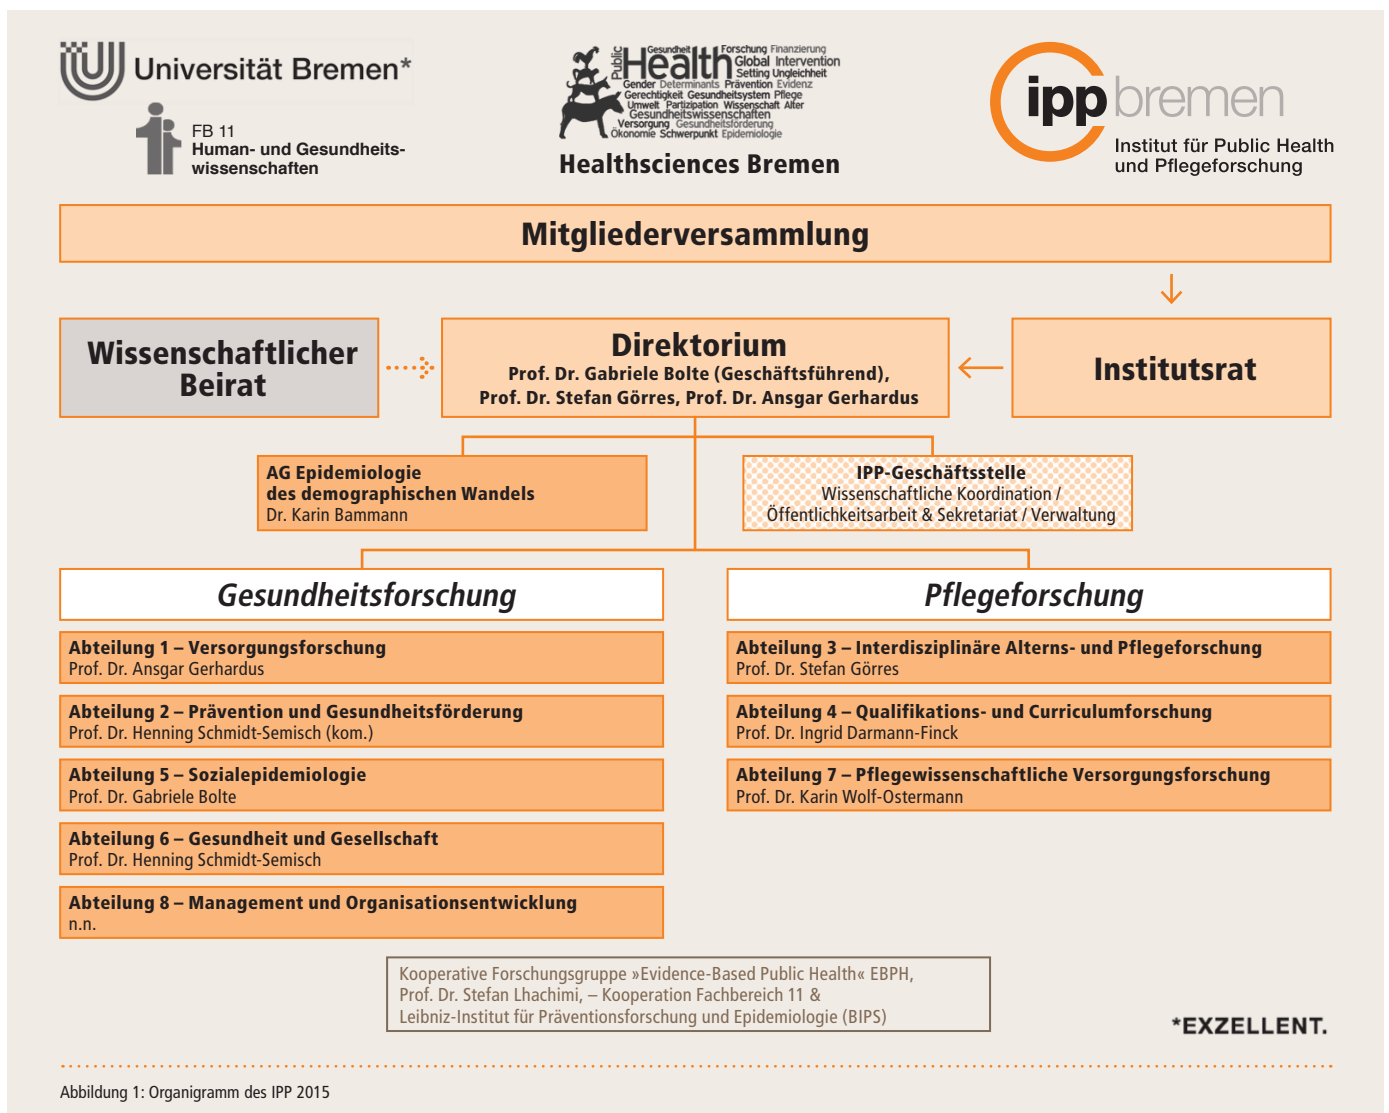 Universität Bremen*
FB 11
Human- und Gesundheits-
wissenschaften
Public
Health
Gesundheit Forschung Finanzierung
Global Intervention
Setting Ungleichheit
Gender Determinants Prävention Evidenz
Gerechtigkeit Gesundheitsystem Pflege
Umwelt Partizipation Wissenschaft Alter
Gesundheitswissenschaften
Versorgung Gesundheitsförderung
Ökonomie Schwerpunkt Epidemiologie
Healthsciences Bremen
ipp bremen
Institut für Public Health
und Pflegeforschung
Mitgliederversammlung
Wissenschaftlicher
Beirat
Direktorium
Prof. Dr. Gabriele Bolte (Geschäftsführend),
Prof. Dr. Stefan Görres, Prof. Dr. Ansgar Gerhardus
Institutsrat
AG Epidemiologie
des demographischen Wandels
Dr. Karin Bammann
IPP-Geschäftsstelle
Wissenschaftliche Koordination /
Öffentlichkeitsarbeit & Sekretariat / Verwaltung
Gesundheitsforschung
Abteilung 1 – Versorgungsforschung
Prof. Dr. Ansgar Gerhardus
Abteilung 2 – Prävention und Gesundheitsförderung
Prof. Dr. Henning Schmidt-Semisch (kom.)
Abteilung 5 – Sozialepidemiologie
Prof. Dr. Gabriele Bolte
Abteilung 6 – Gesundheit und Gesellschaft
Prof. Dr. Henning Schmidt-Semisch
Abteilung 8 – Management und Organisationsentwicklung
n.n.
Pflegeforschung
Abteilung 3 – Interdisziplinäre Alterns- und Pflegeforschung
Prof. Dr. Stefan Görres
Abteilung 4 – Qualifikations- und Curriculumforschung
Prof. Dr. Ingrid Darmann-Finck
Abteilung 7 – Pflegewissenschaftliche Versorgungsforschung
Prof. Dr. Karin Wolf-Ostermann
Kooperative Forschungsgruppe »Evidence-Based Public Health« EBPH,
Prof. Dr. Stefan Lhachimi, – Kooperation Fachbereich 11 &
Leibniz-Institut für Präventionsforschung und Epidemiologie (BIPS)
*EXZELLENT.
Abbildung 1: Organigramm des IPP 2015